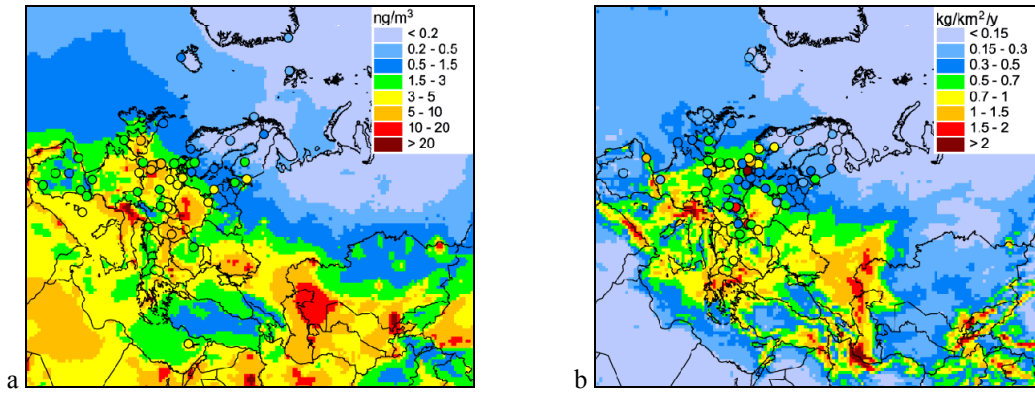 ng/m³
< 0.2
0.2 - 0.5
0.5 - 1.5
1.5 - 3
3 - 5
5 - 10
10 - 20
> 20
a
kg/km²/y
< 0.15
0.15 - 0.3
0.3 - 0.5
0.5 - 0.7
0.7 - 1
1 - 1.5
1.5 - 2
> 2
b